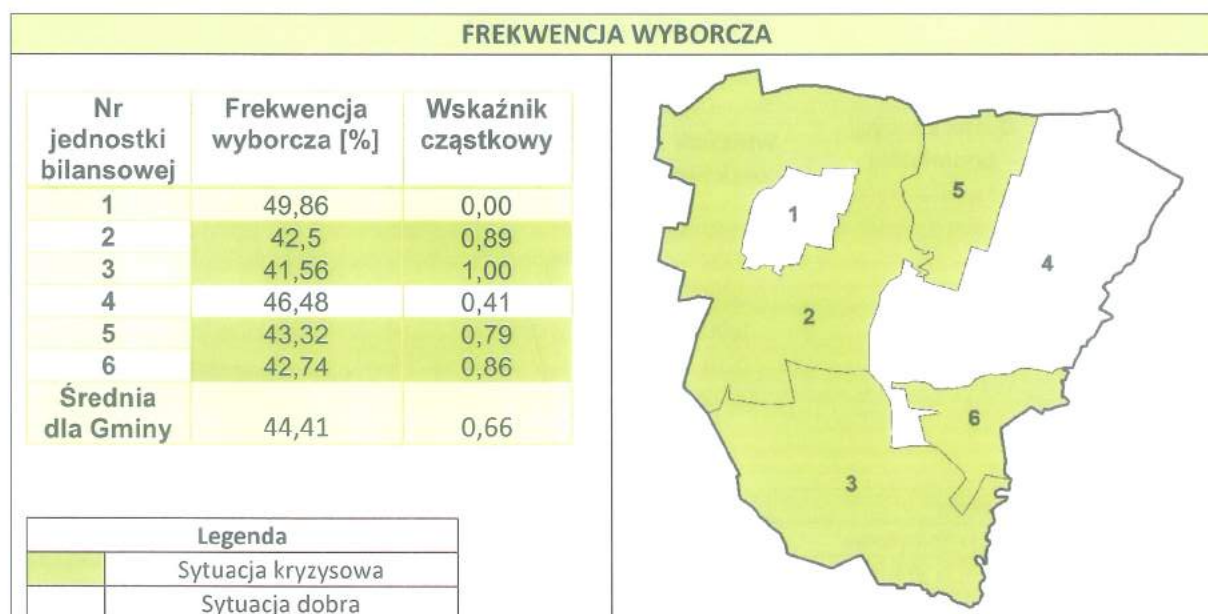 FREKWENCJA WYBORCZA
Nr jednostki bilansowej Frekwencja wyborcza [%] Wskaźnik cząstkowy
1 49,86 0,00
2 42,5 0,89
3 41,56 1,00
4 46,48 0,41
5 43,32 0,79
6 42,74 0,86
Średnia dla Gminy 44,41 0,66
Legenda
Sytuacja kryzysowa
Sytuacja dobra
1
2
3
4
5
6